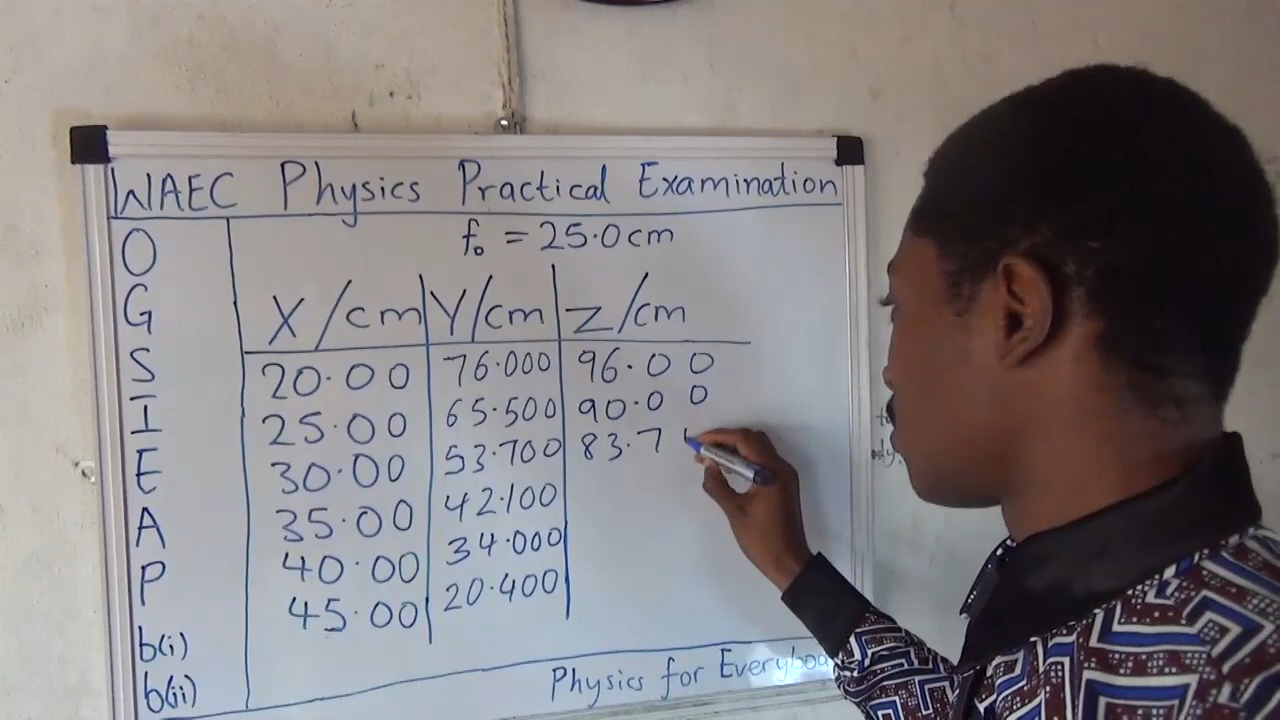 WAEC Physics Practical Examination
f₀ = 25.0cm
O
G
S
I
E
A
P
b(i)
b(ii)
X/cm Y/cm Z/cm
20.00 76.000 96.00
25.00 65.500 90.00
30.00 53.700 83.7
35.00 42.100
40.00 34.000
45.00 20.400
Physics for Everybo